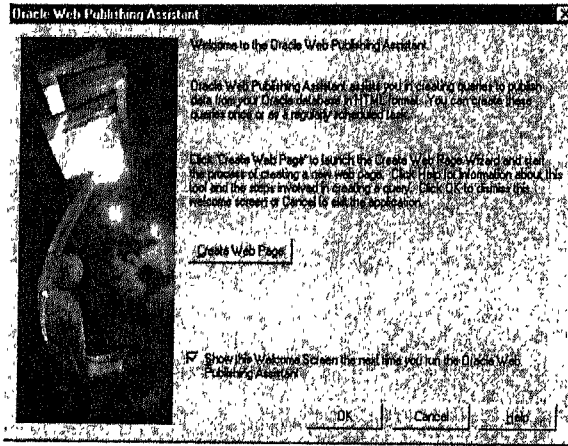 Oracle Web Publishing Assistant
Welcome to the Oracle Web Publishing Assistant.
Oracle Web Publishing Assistant assists you in creating queries to publish
data from your Oracle database in HTML format. You can create these
queries once or as a regularly scheduled task.
Click 'Create Web Page' to launch the Create Web Page Wizard and start
the process of creating a new web page. Click Help for information about this
tool and the steps involved in creating a query. Click OK to dismiss this
welcome screen or Cancel to exit the application.
Create Web Page
Show this Welcome Screen the next time you run the Oracle Web
Publishing Assistant
OK Cancel Help